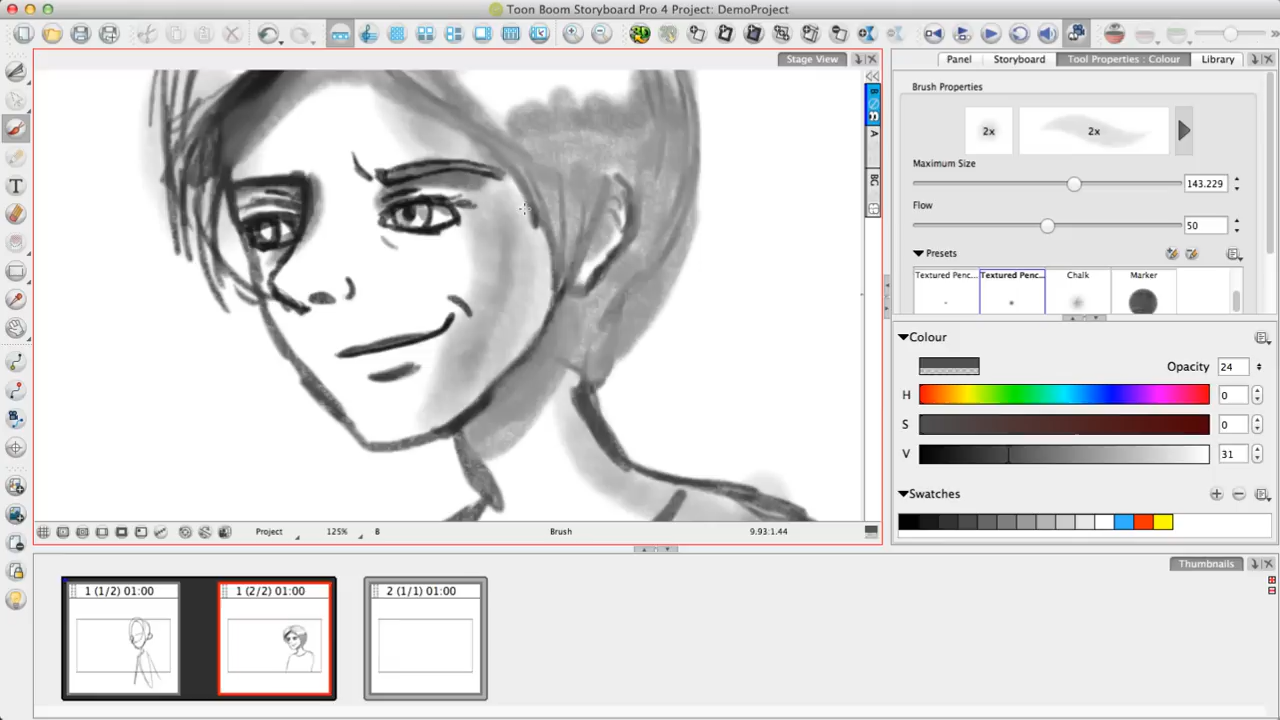 Toon Boom Storyboard Pro 4 Project: DemoProject
Stage View
Panel
Storyboard
Tool Properties : Colour
Library
Brush Properties
2x
2x
Maximum Size
143.229
Flow
50
Presets
Textured Penc...
Textured Penc...
Chalk
Marker
Colour
Opacity
24
H
0
S
0
V
31
Swatches
B
A
BG
T
Project
125%
B
Brush
9.93:1.44
Thumbnails
1 (1/2) 01:00
1 (2/2) 01:00
2 (1/1) 01:00